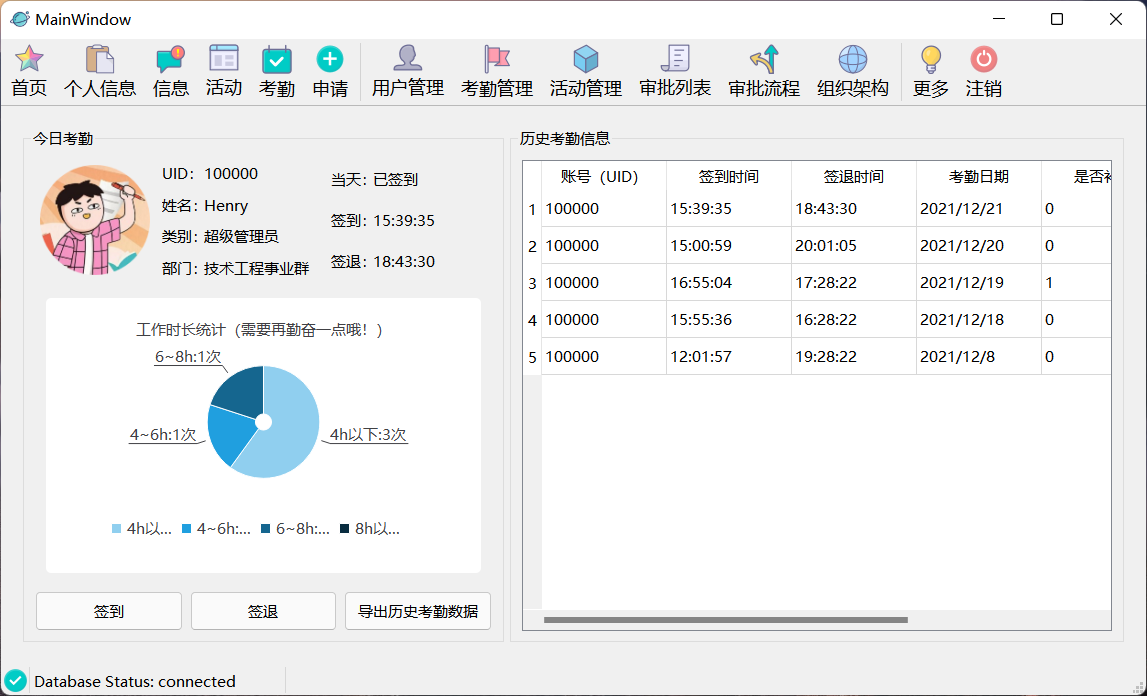 MainWindow
首页 个人信息 信息 活动 考勤 申请 用户管理 考勤管理 活动管理 审批列表 审批流程 组织架构 更多 注销
今日考勤
UID：100000
姓名：Henry
类别：超级管理员
部门：技术工程事业群
当天：已签到
签到：15:39:35
签退：18:43:30
工作时长统计（需要再勤奋一点哦！）
6~8h:1次
4~6h:1次
4h以下:3次
4h以... 4~6h:... 6~8h:... 8h以...
签到 签退 导出历史考勤数据
历史考勤信息
账号（UID） 签到时间 签退时间 考勤日期 是否
1 100000 15:39:35 18:43:30 2021/12/21 0
2 100000 15:00:59 20:01:05 2021/12/20 0
3 100000 16:55:04 17:28:22 2021/12/19 1
4 100000 15:55:36 16:28:22 2021/12/18 0
5 100000 12:01:57 19:28:22 2021/12/8 0
Database Status: connected